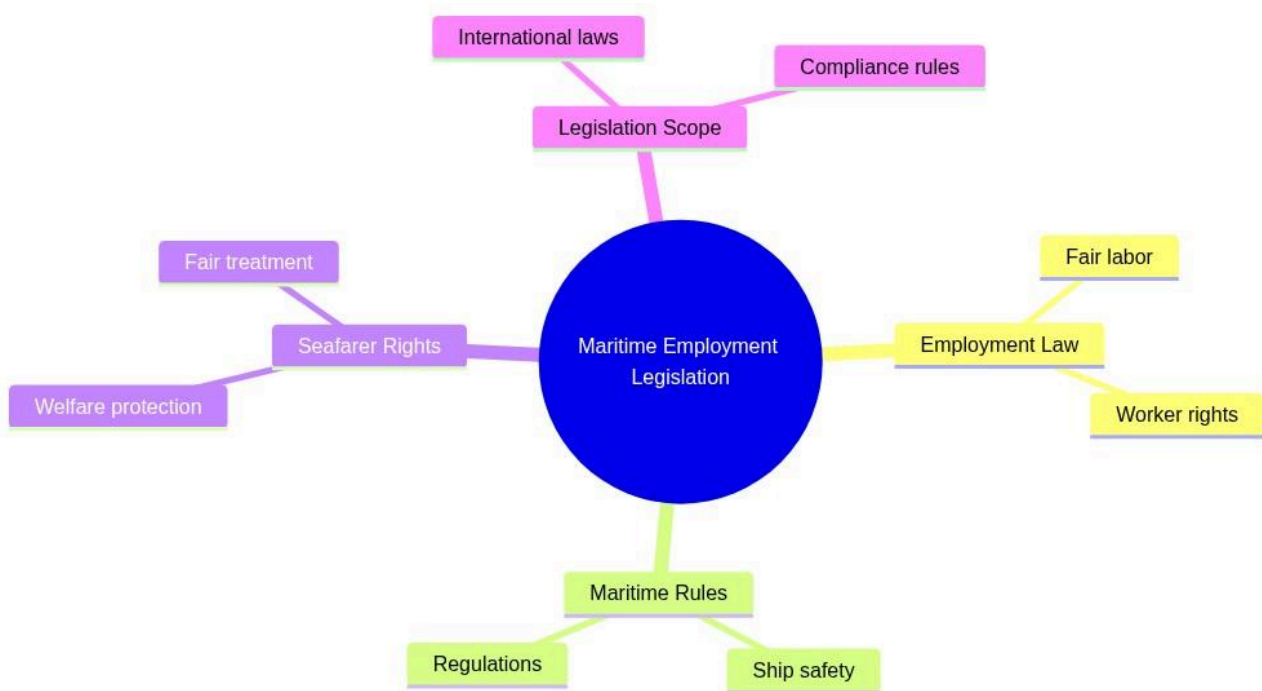 International laws
Compliance rules
Legislation Scope
Fair treatment
Seafarer Rights
Welfare protection
Maritime Employment
Legislation
Fair labor
Employment Law
Worker rights
Maritime Rules
Regulations
Ship safety